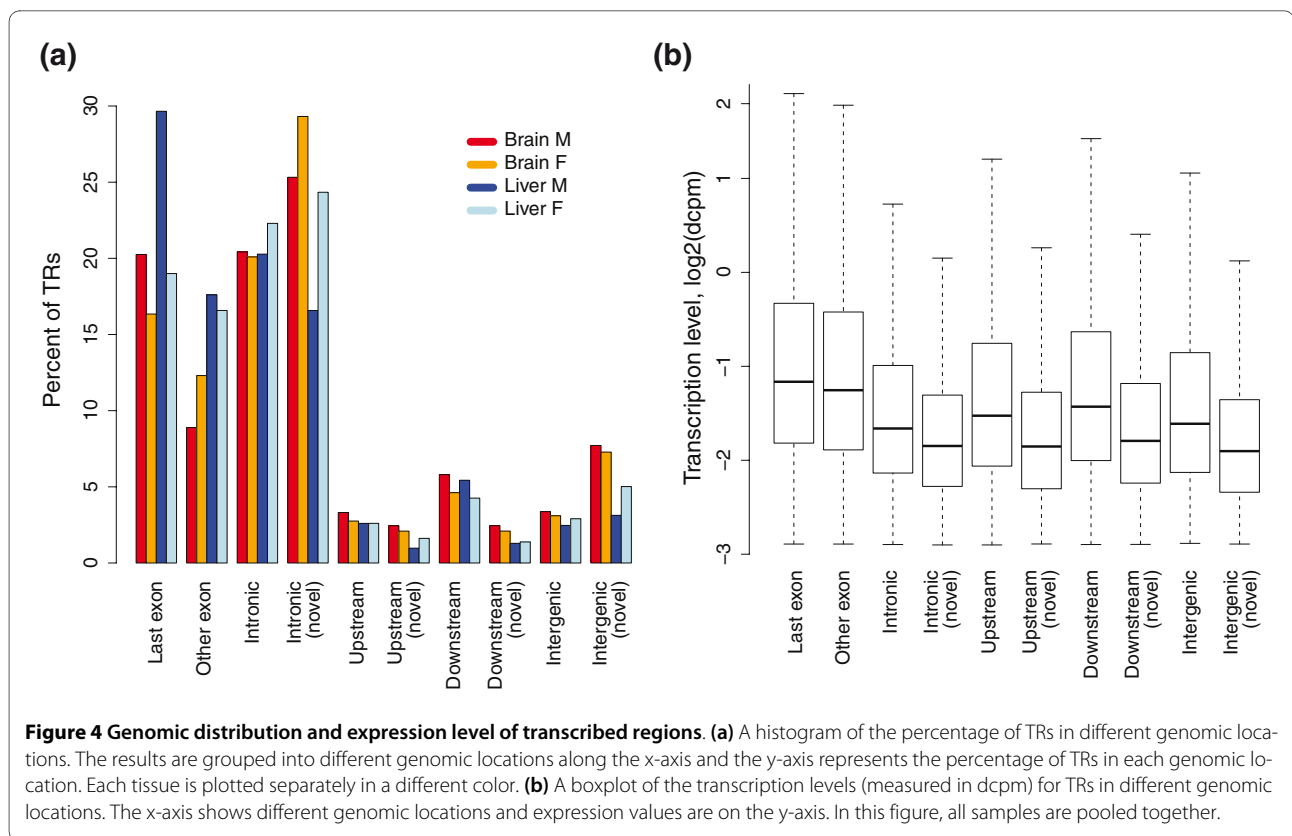 (a)
30
25
20
15
10
5
0
Percent of TRs
Brain M
Brain F
Liver M
Liver F
Last exon
Other exon
Intronic
Intronic
(novel)
Upstream
Upstream
(novel)
Downstream
Downstream
(novel)
Intergenic
Intergenic
(novel)
(b)
2
1
0
−1
−2
−3
Transcription level, log2(dcpm)
Last exon
Other exon
Intronic
Intronic
(novel)
Upstream
Upstream
(novel)
Downstream
Downstream
(novel)
Intergenic
Intergenic
(novel)
Figure 4 Genomic distribution and expression level of transcribed regions. (a) A histogram of the percentage of TRs in different genomic loca-
tions. The results are grouped into different genomic locations along the x-axis and the y-axis represents the percentage of TRs in each genomic lo-
cation. Each tissue is plotted separately in a different color. (b) A boxplot of the transcription levels (measured in dcpm) for TRs in different genomic
locations. The x-axis shows different genomic locations and expression values are on the y-axis. In this figure, all samples are pooled together.